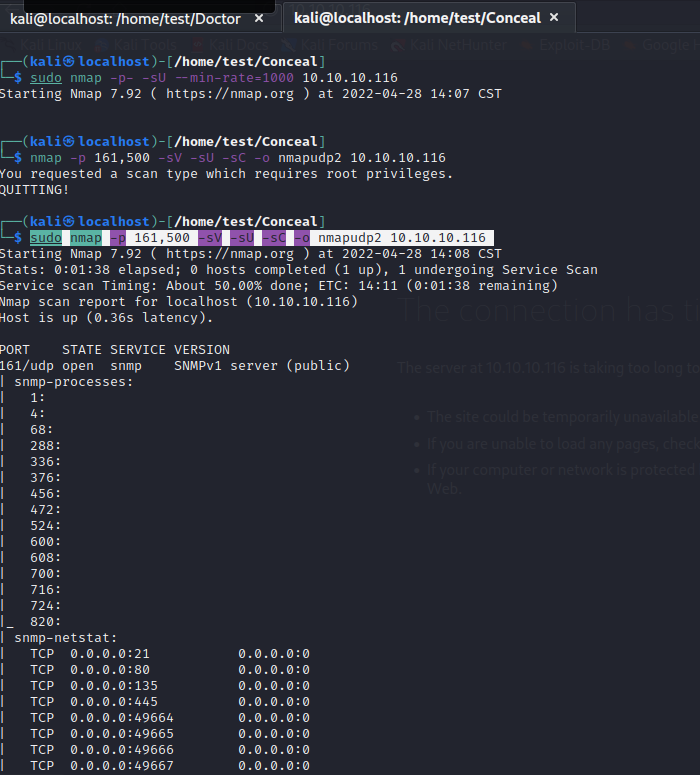 kali@localhost: /home/test/Doctor ×
kali@localhost: /home/test/Conceal ×
Kali Linux Kali Tools Kali Docs Kali Forums Kali NetHunter Exploit-DB Google H
┌──(kali㉿localhost)-[/home/test/Conceal]
└─$ sudo nmap -p- -sU --min-rate=1000 10.10.10.116
Starting Nmap 7.92 ( https://nmap.org ) at 2022-04-28 14:07 CST
┌──(kali㉿localhost)-[/home/test/Conceal]
└─$ nmap -p 161,500 -sV -sU -sC -o nmapudp2 10.10.10.116
You requested a scan type which requires root privileges.
QUITTING!
┌──(kali㉿localhost)-[/home/test/Conceal]
└─$ sudo nmap -p 161,500 -sV -sU -sC -o nmapudp2 10.10.10.116
Starting Nmap 7.92 ( https://nmap.org ) at 2022-04-28 14:08 CST
Stats: 0:01:38 elapsed; 0 hosts completed (1 up), 1 undergoing Service Scan
Service scan Timing: About 50.00% done; ETC: 14:11 (0:01:38 remaining)
Nmap scan report for localhost (10.10.10.116)
The connection has ti
Host is up (0.36s latency).
PORT STATE SERVICE VERSION
161/udp open snmp SNMPv1 server (public)
The server at 10.10.10.116 is taking too long to
| snmp-processes:
| 1:
| 4:
• The site could be temporarily unavailable
| 68:
| 288:
• If you are unable to load any pages, check
| 336:
| 376:
• If your computer or network is protected
| 456:
Web.
| 472:
| 524:
| 600:
| 608:
| 700:
| 716:
| 724:
|_ 820:
| snmp-netstat:
| TCP 0.0.0.0:21 0.0.0.0:0
| TCP 0.0.0.0:80 0.0.0.0:0
| TCP 0.0.0.0:135 0.0.0.0:0
| TCP 0.0.0.0:445 0.0.0.0:0
| TCP 0.0.0.0:49664 0.0.0.0:0
| TCP 0.0.0.0:49665 0.0.0.0:0
| TCP 0.0.0.0:49666 0.0.0.0:0
| TCP 0.0.0.0:49667 0.0.0.0:0